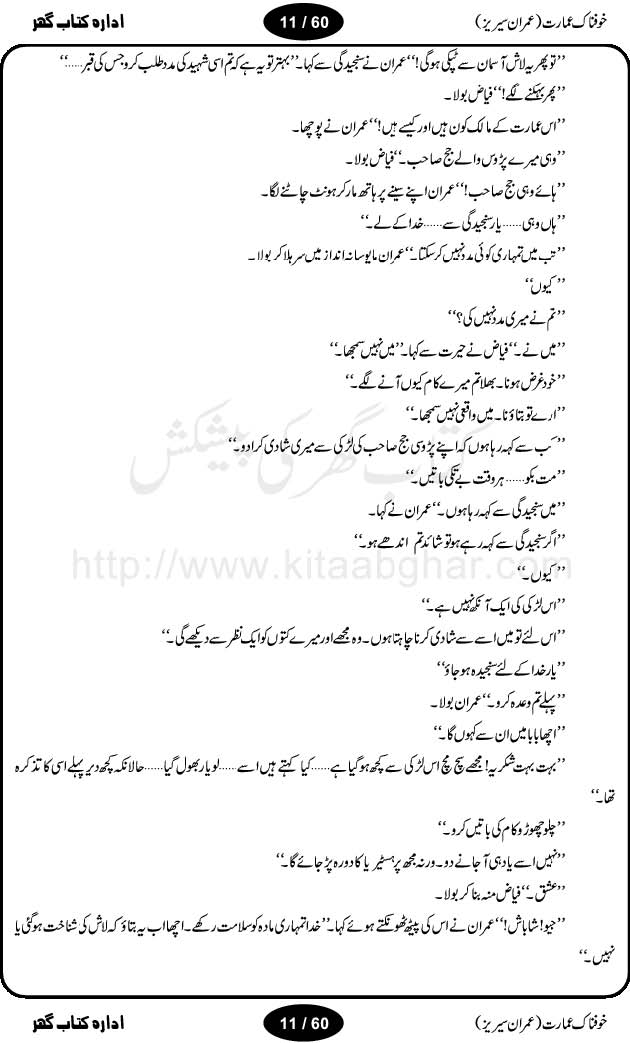 خوفناک عمارت (عمران سیریز) 11 / 60 ادارہ کتاب گھر
’’تو پھر یہ لاش آسمان سے ٹپکی ہوگی!‘‘ عمران نے سنجیدگی سے کہا۔ ’’بہتر تو یہ ہے کہ تم اسی شہید کی مدد طلب کرو جس کی قبر......‘‘
’’پھر بہکنے لگے!‘‘ فیاض بولا۔
’’اس عمارت کے مالک کون ہیں اور کیسے ہیں!‘‘ عمران نے پوچھا۔
’’وہی میرے پڑوس والے جج صاحب۔‘‘ فیاض بولا۔
’’ہائے وہی جج صاحب!‘‘ عمران اپنے سینے پر ہاتھ مار کر ہونٹ چاٹنے لگا۔
’’ہاں وہی...... یار سنجیدگی سے...... خدا کے لے۔‘‘
’’تب میں تمہاری کوئی مدد نہیں کر سکتا۔‘‘ عمران مایوسانہ انداز میں سر ہلا کر بولا۔
’’کیوں‘‘
’’تم نے میری مدد نہیں کی؟‘‘
’’میں نے۔‘‘ فیاض نے حیرت سے کہا۔ ’’میں نہیں سمجھا۔‘‘
’’خود غرض ہونا۔ بھلا تم میرے کام کیوں آنے لگے۔‘‘
’’ارے تو بتاؤ نا۔ میں واقعی نہیں سمجھا۔‘‘
’’کب سے کہہ رہا ہوں کہ اپنے پڑوسی جج صاحب کی لڑکی سے میری شادی کرادو۔‘‘
’’مت بکو...... ہر وقت بے تکی باتیں۔‘‘
’’میں سنجیدگی سے کہہ رہا ہوں۔‘‘ عمران نے کہا۔
’’اگر سنجیدگی سے کہہ رہے ہو تو شائد تم اندھے ہو۔‘‘
’’کیوں۔‘‘
’’اس لڑکی کی ایک آنکھ نہیں ہے۔‘‘
’’اس لئے تو میں اسے سے شادی کرنا چاہتا ہوں۔ وہ مجھے اور میرے کتوں کو ایک نظر سے دیکھے گی۔‘‘
’’یار خدا کے لئے سنجیدہ ہو جاؤ‘‘
’’پہلے تم وعدہ کرو۔‘‘ عمران بولا۔
’’اچھا بابا میں ان سے کہوں گا۔‘‘
’’بہت بہت شکریہ! مجھے سچ مچ اس لڑکی سے کچھ ہو گیا ہے...... کیا کہتے ہیں اسے...... لو یار بھول گیا...... حالانکہ کچھ دیر پہلے اسی کا تذکرہ
تھا۔‘‘
’’چلو چھوڑو کام کی باتیں کرو۔‘‘
’’نہیں اسے یاد ہی آ جانے دو۔ ورنہ مجھ پر ہسٹیریا کا دورہ پڑ جائے گا۔‘‘
’’عشق۔‘‘ فیاض منہ بنا کر بولا۔
’’جیو! شاباش!‘‘ عمران نے اس کی پیٹھ ٹھونکتے ہوئے کہا۔ ’’خدا تمہاری مادہ کو سلامت رکھے۔ اچھا اب یہ بتاؤ کہ لاش کی شناخت ہوگئی یا
نہیں۔‘‘
کتاب گھر کی پیشکش
http://www.kitaabghar.com
خوفناک عمارت (عمران سیریز) 11 / 60 ادارہ کتاب گھر